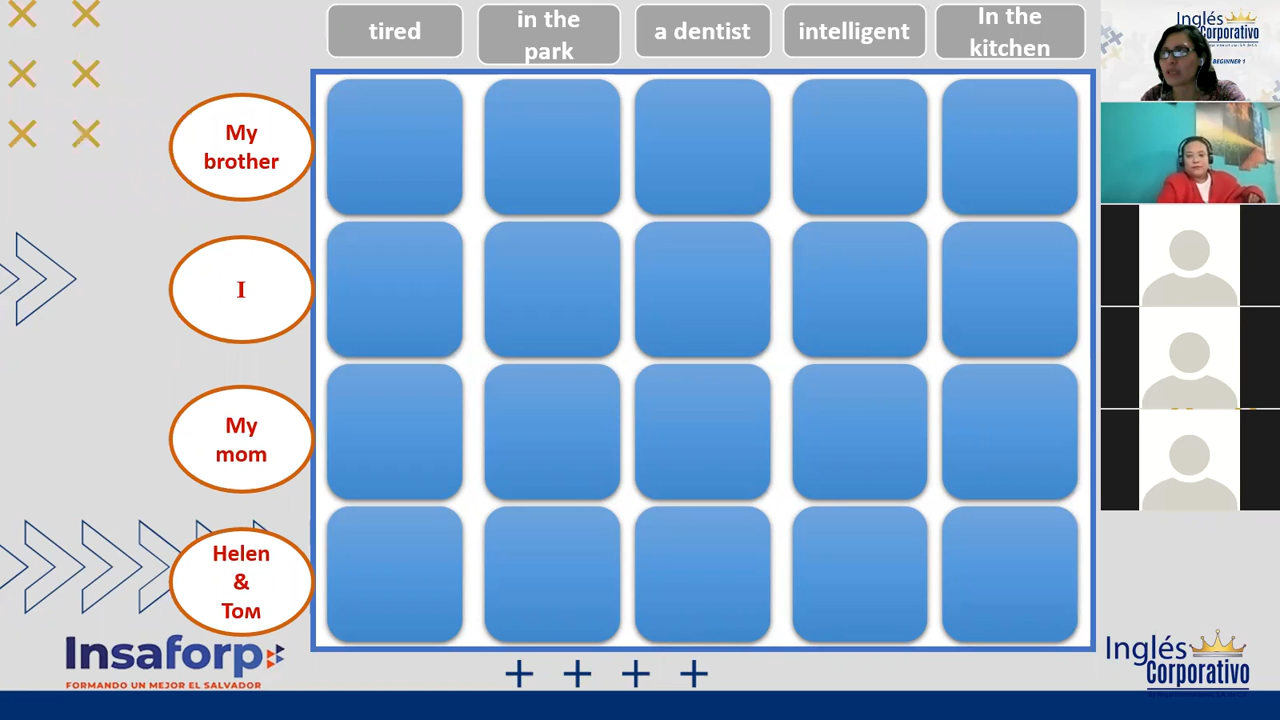 tired
in the
park
a dentist
intelligent
In the
kitchen
Inglés
Corporativo
BEGINNER 1
My
brother
I
My
mom
Helen
&
Tom
Insaforp
FORMANDO UN MEJOR EL SALVADOR
Inglés
Corporativo